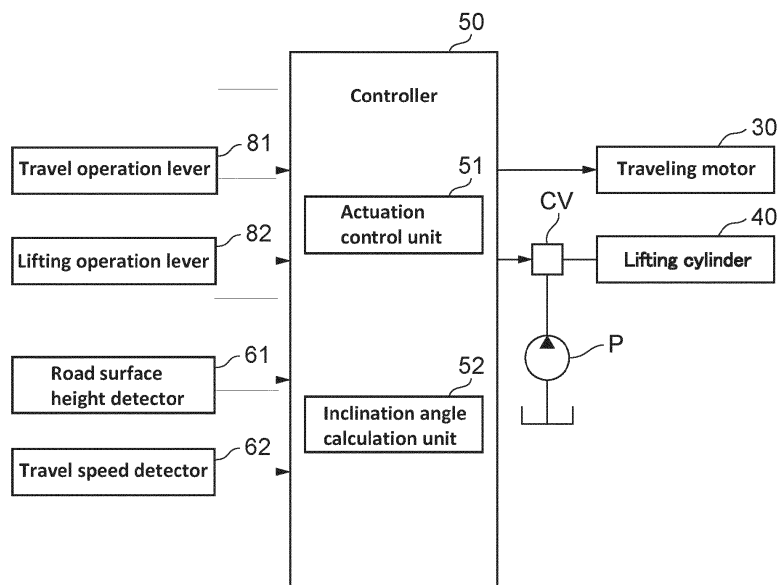 50
Controller
81
Travel operation lever
82
Lifting operation lever
61
Road surface
height detector
62
Travel speed detector
51
Actuation
control unit
52
Inclination angle
calculation unit
30
Traveling motor
CV
40
Lifting cylinder
P